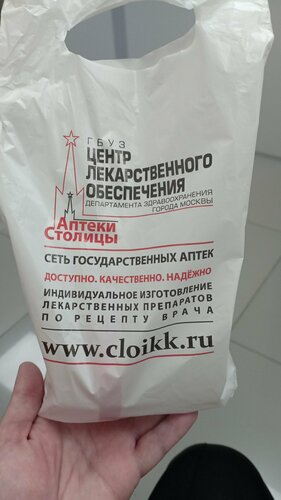 ГБУЗ
ЦЕНТР
ЛЕКАРСТВЕННОГО
ОБЕСПЕЧЕНИЯ
ДЕПАРТАМЕНТА ЗДРАВООХРАНЕНИЯ
ГОРОДА МОСКВЫ
АПТЕКИ
СТОЛИЦЫ
СЕТЬ ГОСУДАРСТВЕННЫХ АПТЕК
ДОСТУПНО. КАЧЕСТВЕННО. НАДЁЖНО
ИНДИВИДУАЛЬНОЕ ИЗГОТОВЛЕНИЕ
ЛЕКАРСТВЕННЫХ ПРЕПАРАТОВ
ПО РЕЦЕПТУ ВРАЧА
www.cloikk.ru